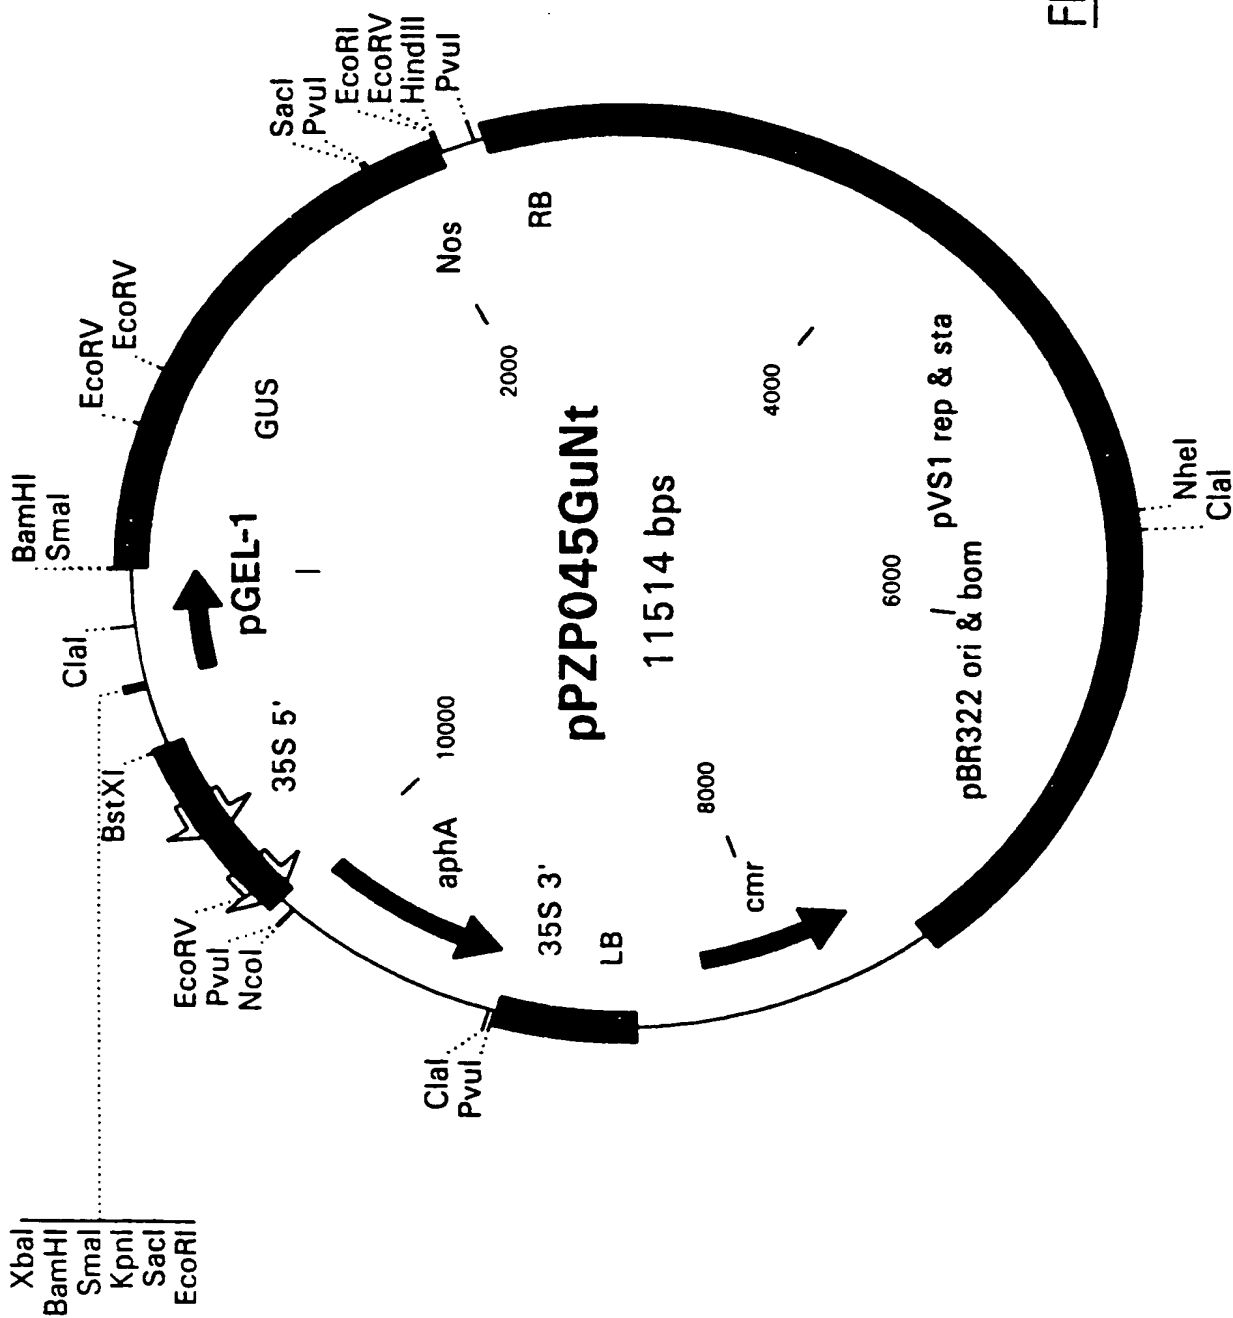 XbaI
BamHI
SmaI
KpnI
SacI
EcoRI
BamHI
SmaI
ClaI
BstXI
EcoRV
PvuI
NcoI
ClaI
PvuI
EcoRV
EcoRV
SacI
PvuI
EcoRI
EcoRV
HindIII
PvuI
NheI
ClaI
pGEL-1
GUS
Nos
RB
35S 5'
aphA
35S 3'
LB
cmr
pPZP045GuNt
11514 bps
2000
4000
6000
8000
10000
pVS1 rep & sta
pBR322 ori & bom